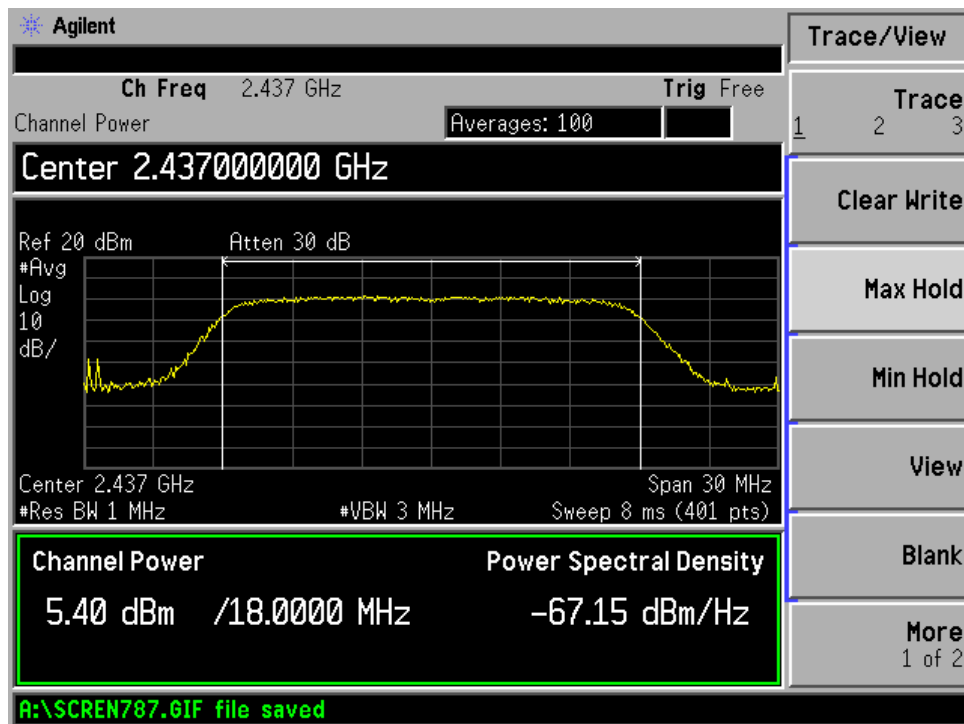 Agilent
Ch Freq 2.437 GHz Trig Free
Channel Power
Averages: 100
Center 2.437000000 GHz
Ref 20 dBm Atten 30 dB
#Avg
Log
10
dB/
Center 2.437 GHz Span 30 MHz
#Res BW 1 MHz #VBW 3 MHz Sweep 8 ms (401 pts)
Channel Power Power Spectral Density
5.40 dBm /18.0000 MHz -67.15 dBm/Hz
A:\SCREN787.GIF file saved
Trace/View
Trace
1 2 3
Clear Write
Max Hold
Min Hold
View
Blank
More
1 of 2